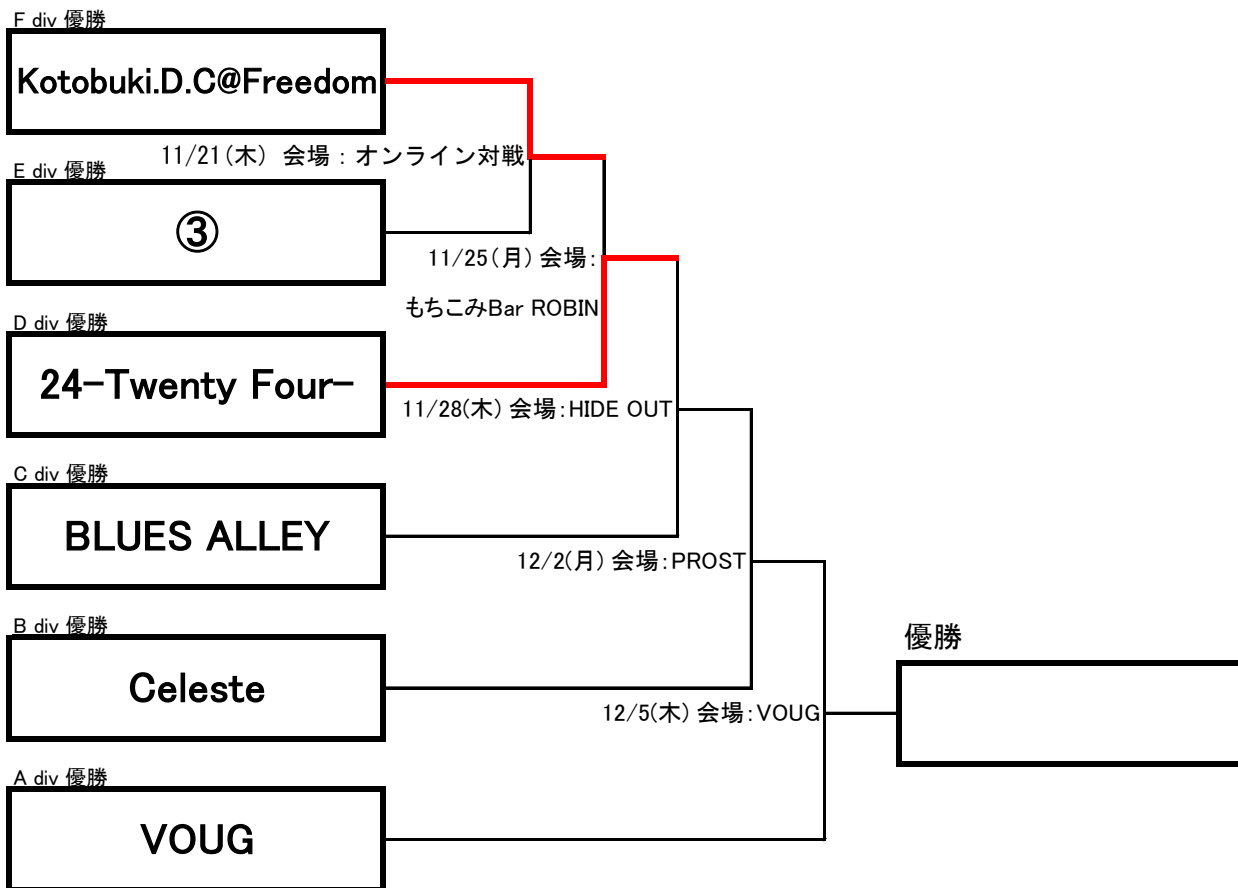 F div 優勝
Kotobuki.D.C@Freedom
11/21(木) 会場:オンライン対戦
E div 優勝
③
11/25(月) 会場:
もちこみBar ROBIN
D div 優勝
24-Twenty Four-
11/28(木) 会場:HIDE OUT
C div 優勝
BLUES ALLEY
12/2(月) 会場:PROST
B div 優勝
Celeste
優勝
12/5(木) 会場:VOUG
A div 優勝
VOUG